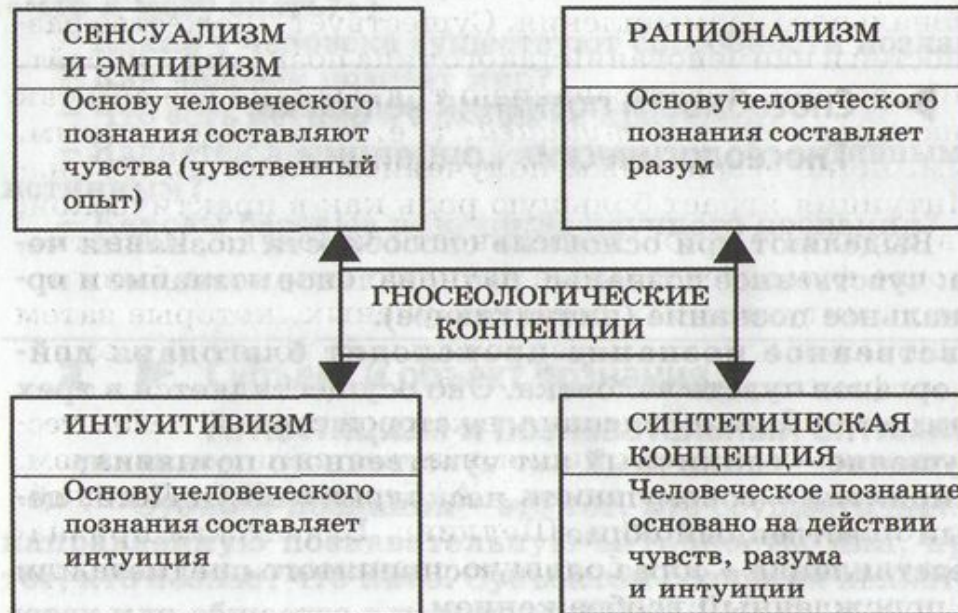 СЕНСУАЛИЗМ
И ЭМПИРИЗМ
Основу человеческого
познания составляют
чувства (чувственный
опыт)
РАЦИОНАЛИЗМ
Основу человеческого
познания составляет
разум
ГНОСЕОЛОГИЧЕСКИЕ
КОНЦЕПЦИИ
ИНТУИТИВИЗМ
Основу человеческого
познания составляет
интуиция
СИНТЕТИЧЕСКАЯ
КОНЦЕПЦИЯ
Человеческое познание
основано на действии
чувств, разума
и интуиции